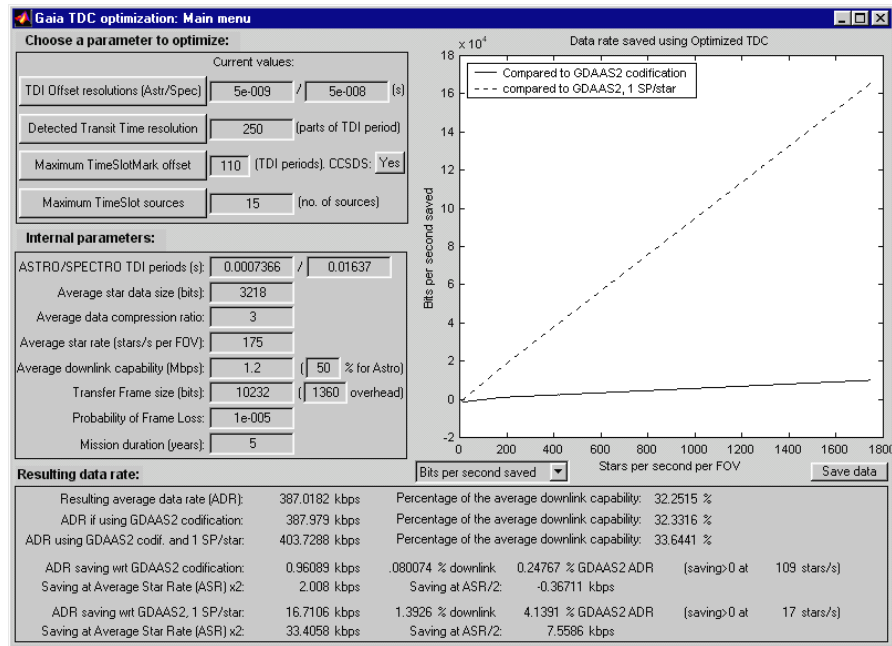 Gaia TDC optimization: Main menu
Choose a parameter to optimize:
Current values:
TDI Offset resolutions (Astr/Spec) 5e-009 / 5e-008 (s)
Detected Transit Time resolution 250 (parts of TDI period)
Maximum TimeSlotMark offset 110 (TDI periods). CCSDS: Yes
Maximum TimeSlot sources 15 (no. of sources)
Internal parameters:
ASTRO/SPECTRO TDI periods (s): 0.0007366 / 0.01637
Average star data size (bits): 3218
Average data compression ratio: 3
Average star rate (stars/s per FOV): 175
Average downlink capability (Mbps): 1.2 ( 50 % for Astro)
Transfer Frame size (bits): 10232 ( 1360 overhead)
Probability of Frame Loss: 1e-005
Mission duration (years): 5
Data rate saved using Optimized TDC
x 10^4
Compared to GDAAS2 codification
compared to GDAAS2, 1 SP/star
Bits per second saved
18
16
14
12
10
8
6
4
2
0
-2
0 200 400 600 800 1000 1200 1400 1600 1800
Stars per second per FOV
Bits per second saved
Save data
Resulting data rate:
Resulting average data rate (ADR): 387.0182 kbps Percentage of the average downlink capability: 32.2515 %
ADR if using GDAAS2 codification: 387.979 kbps Percentage of the average downlink capability: 32.3316 %
ADR using GDAAS2 codif. and 1 SP/star: 403.7288 kbps Percentage of the average downlink capability: 33.6441 %
ADR saving wrt GDAAS2 codification: 0.96089 kbps .080074 % downlink 0.24767 % GDAAS2 ADR (saving>0 at 109 stars/s)
Saving at Average Star Rate (ASR) x2: 2.008 kbps Saving at ASR/2: -0.36711 kbps
ADR saving wrt GDAAS2, 1 SP/star: 16.7106 kbps 1.3926 % downlink 4.1391 % GDAAS2 ADR (saving>0 at 17 stars/s)
Saving at Average Star Rate (ASR) x2: 33.4058 kbps Saving at ASR/2: 7.5586 kbps